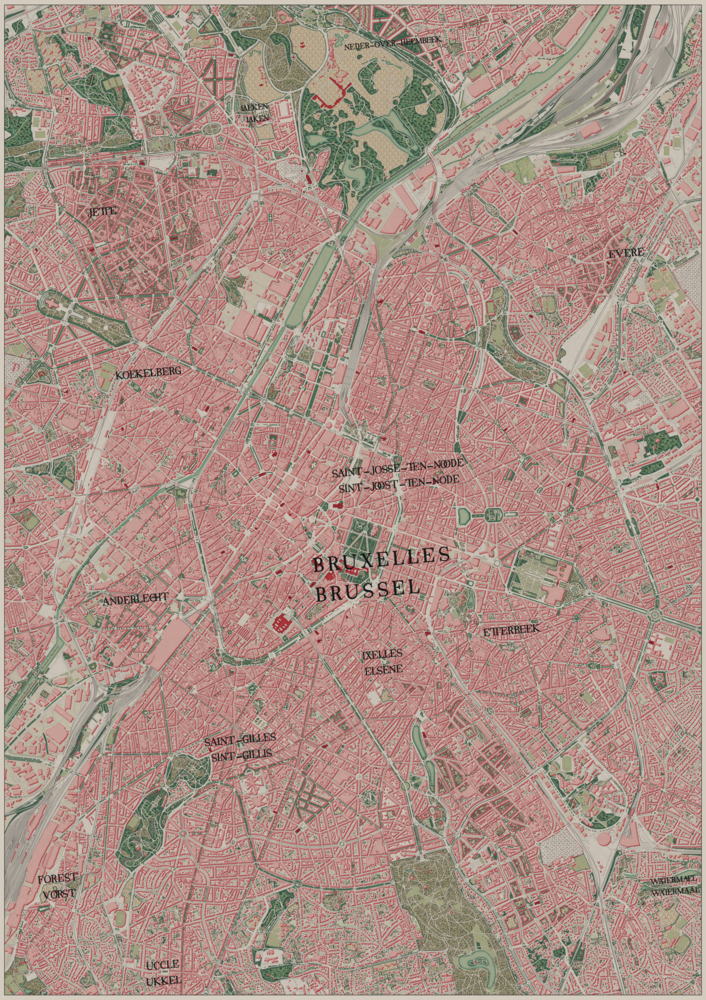 NEDER-OVER-HEEMBEEK
LAEKEN
LAKEN
JETTE
EVERE
KOEKELBERG
SAINT-JOSSE-TEN-NOODE
SINT-JOOST-TEN-NODE
BRUXELLES
BRUSSEL
ANDERLECHT
ETTERBEEK
IXELLES
ELSENE
SAINT-GILLES
SINT-GILLIS
FOREST
VORST
WATERMAEL
WATERMAAL
UCCLE
UKKEL